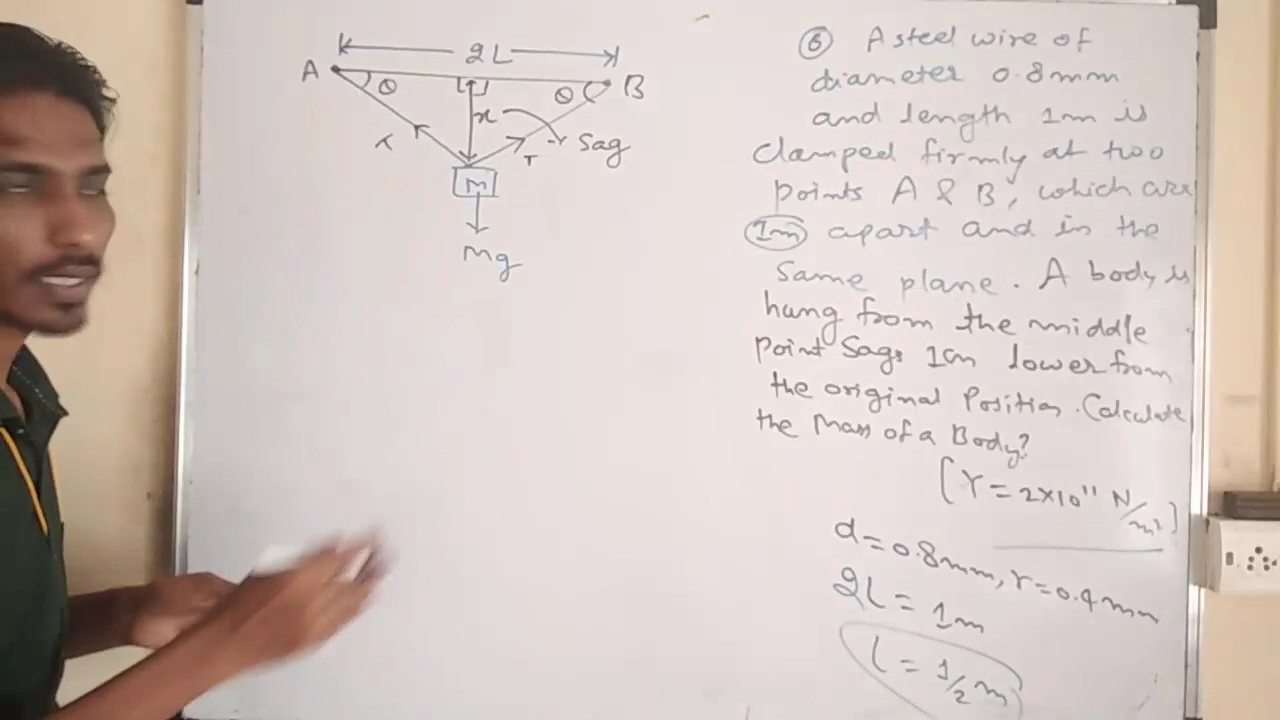 2L
A
θ
θ
B
x
→ Sag
T
T
M
Mg
⑥ A steel wire of
diameter 0.8mm
and length 1m is
clamped firmly at two
points A & B, which are
1m apart and in the
same plane. A body is
hung from the middle
point Sags 1cm lower from
the original Position. Calculate
the Mass of a Body?
[Y = 2×10¹¹ N/m²]
d = 0.8mm, r = 0.4mm
2L = 1m
L = 1/2 m